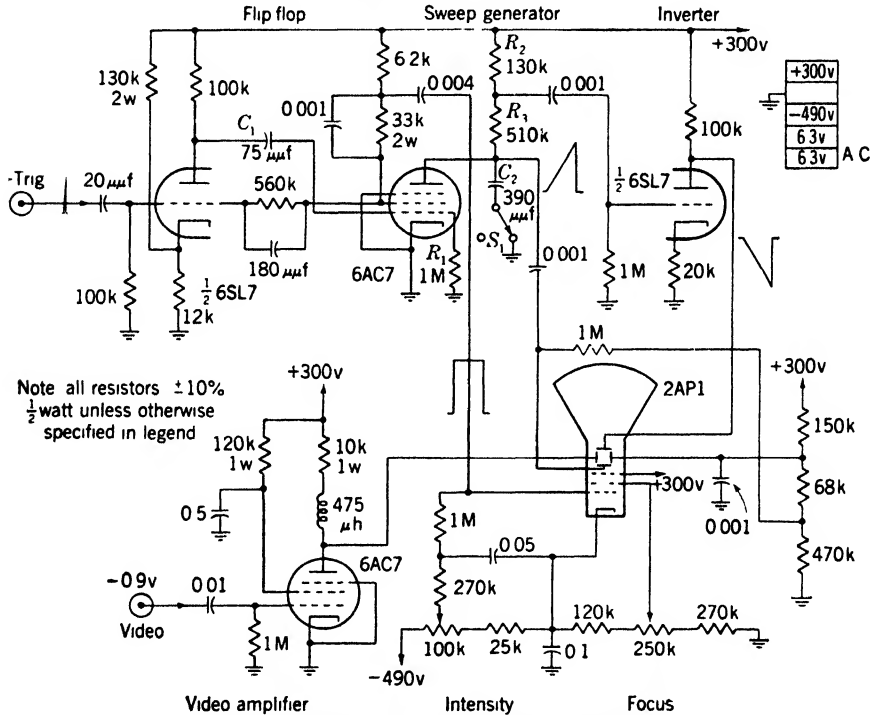 Flip flop
Sweep generator
Inverter
+300v
130k
2w
100k
6 2k
0 004
0 001
33k
2w
R2
130k
0 001
R3
510k
100k
+300v
-490v
6 3v
6 3v
A C
C1
75 μμf
-Trig
20 μμf
560k
180 μμf
6AC7
R1
1M
C2
390
μμf
S1
0 001
½ 6SL7
1M
20k
100k
½ 6SL7
12k
1M
2AP1
+300v
150k
68k
470k
0 001
+300v
Note all resistors ±10%
½ watt unless otherwise
specified in legend
+300v
120k
1w
10k
1w
0 5
475
μh
6AC7
-0 9v
Video
0 01
1M
1M
0 05
270k
100k
25k
0 1
120k
250k
270k
-490v
Video amplifier
Intensity
Focus